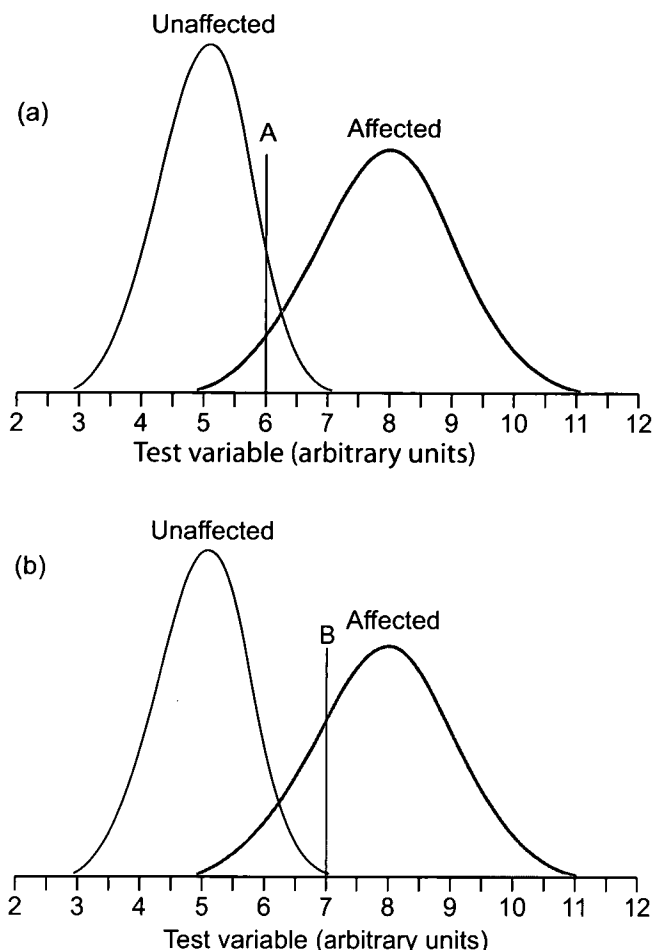 Unaffected
(a)
A
Affected
2 3 4 5 6 7 8 9 10 11 12
Test variable (arbitrary units)
Unaffected
(b)
B Affected
2 3 4 5 6 7 8 9 10 11 12
Test variable (arbitrary units)